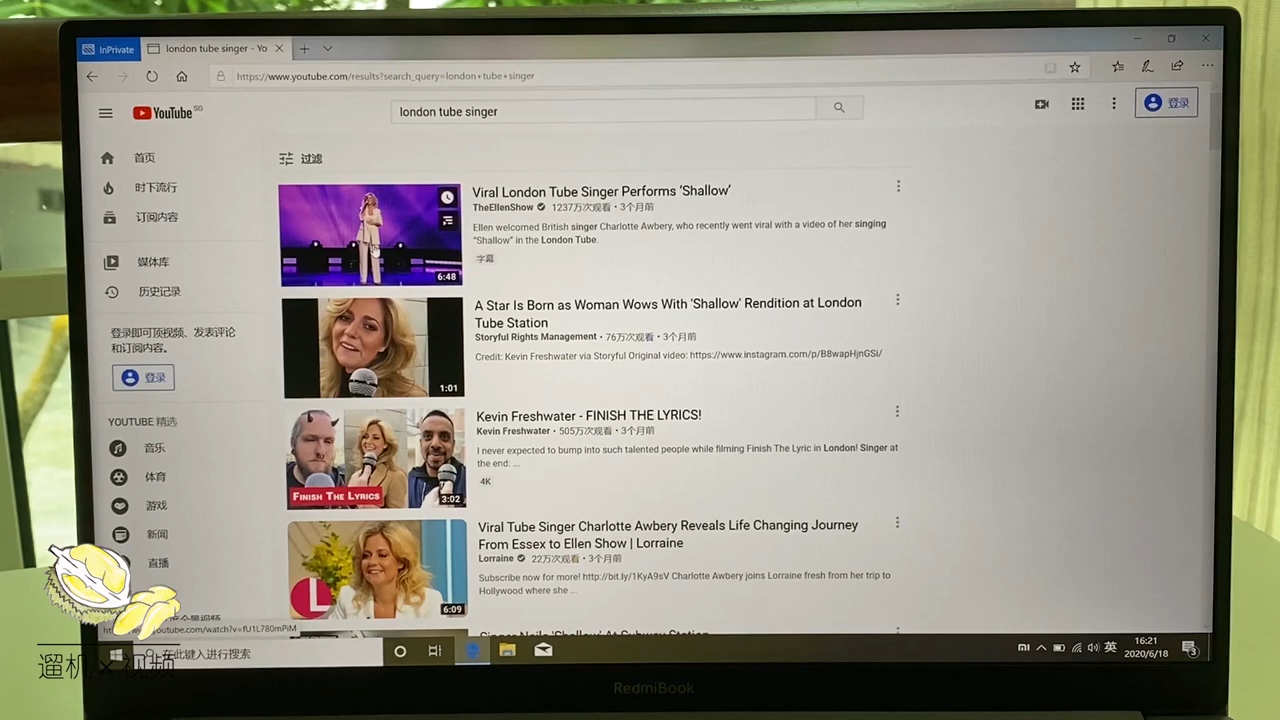 InPrivate
london tube singer - Yo
https://www.youtube.com/results?search_query=london+tube+singer
YouTube SG
london tube singer
登录
首页
时下流行
订阅内容
媒体库
历史记录
登录即可顶视频、发表评论
和订阅内容。
登录
YOUTUBE 精选
音乐
体育
游戏
新闻
直播
过滤
6:48
Viral London Tube Singer Performs ‘Shallow’
TheEllenShow 1237万次观看・3个月前
Ellen welcomed British singer Charlotte Awbery, who recently went viral with a video of her singing
“Shallow” in the London Tube.
字幕
1:01
A Star Is Born as Woman Wows With 'Shallow' Rendition at London
Tube Station
Storyful Rights Management・76万次观看・3个月前
Credit: Kevin Freshwater via Storyful Original video: https://www.instagram.com/p/B8wapHjnGSi/
FINISH THE LYRICS
3:02
Kevin Freshwater - FINISH THE LYRICS!
Kevin Freshwater・505万次观看・3个月前
I never expected to bump into such talented people while filming Finish The Lyric in London! Singer at
the end: ...
4K
L
6:09
Viral Tube Singer Charlotte Awbery Reveals Life Changing Journey
From Essex to Ellen Show | Lorraine
Lorraine 22万次观看・3个月前
Subscribe now for more! http://bit.ly/1KyA9sV Charlotte Awbery joins Lorraine fresh from her trip to
Hollywood where she ...
youtube.com/watch?v=fU1L780mPiM
在此键入进行搜索
英
16:21
2020/6/18
3
遛机×视频
RedmiBook